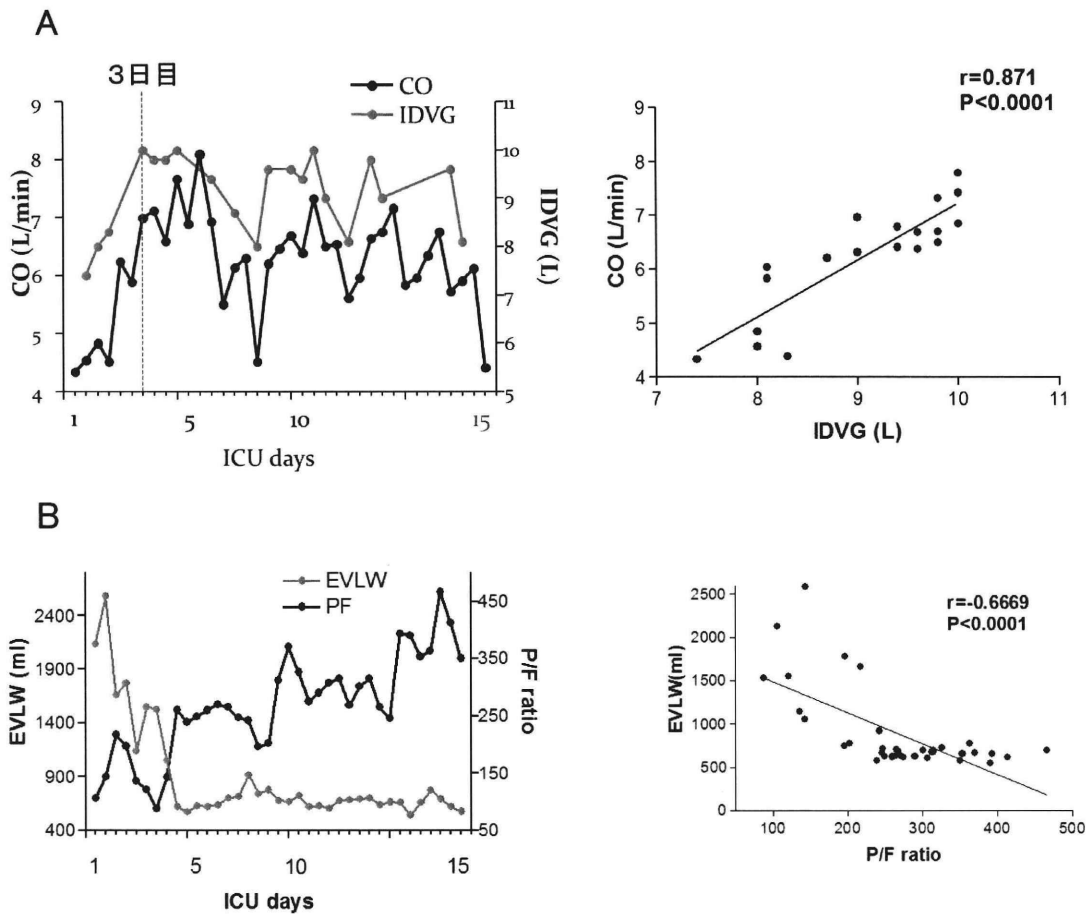 A
3日目
CO
IDVG
CO (L/min)
9
8
7
6
5
4
11
10
9
8
7
6
5
IDVG (L)
1
5
10
15
ICU days
r=0.871
P<0.0001
CO (L/min)
9
8
7
6
5
4
7
8
9
10
11
IDVG (L)
B
EVLW
PF
EVLW (ml)
2400
1900
1400
900
400
450
350
250
150
50
P/F ratio
1
5
10
15
ICU days
r=-0.6669
P<0.0001
EVLW(ml)
2500
2000
1500
1000
500
0
100
200
300
400
500
P/F ratio